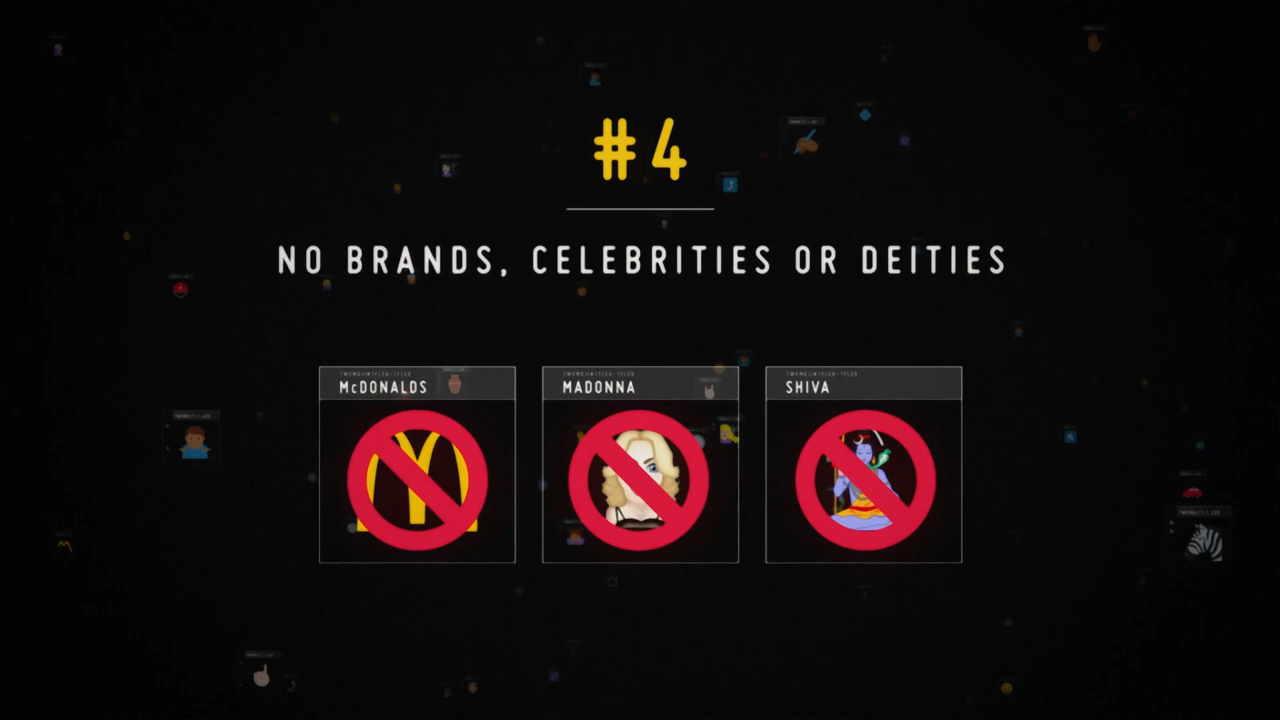 #4
NO BRANDS, CELEBRITIES OR DEITIES
McDONALDS
MADONNA
SHIVA